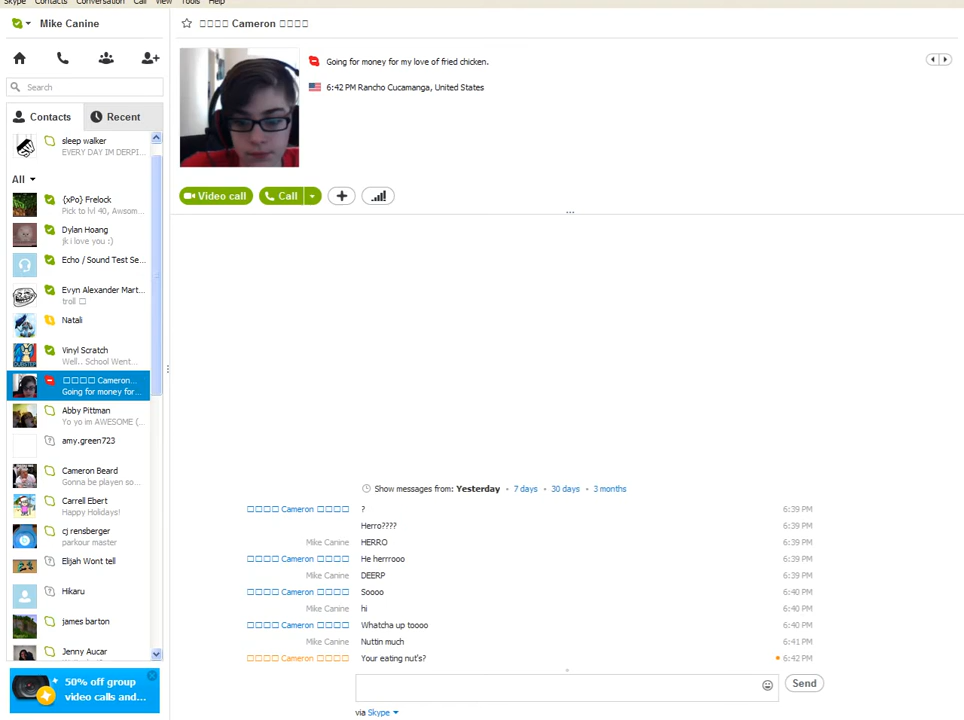 Skype Contacts Conversation Call View Tools Help
Mike Canine
□□□□ Cameron □□□□
Going for money for my love of fried chicken.
6:42 PM Rancho Cucamanga, United States
Search
Contacts
Recent
Video call
Call
sleep walker
EVERY DAY IM DERPI...
All
{xPo} Frelock
Pick to lvl 40, Awsom...
Dylan Hoang
jk i love you :)
Echo / Sound Test Se...
Evyn Alexander Mart...
troll □
Natali
Vinyl Scratch
Well.. School Went...
□□□□ Cameron...
Going for money for...
Abby Pittman
Yo yo im AWESOME (...
amy.green723
Cameron Beard
Gonna be playen so...
Carrell Ebert
Happy Holidays!
cj rensberger
parkour master
Elijah Wont tell
Hikaru
james barton
Jenny Aucar
50% off group
video calls and...
Show messages from: Yesterday • 7 days • 30 days • 3 months
□□□□ Cameron □□□□ ? 6:39 PM
Herro???? 6:39 PM
Mike Canine HERRO 6:39 PM
□□□□ Cameron □□□□ He herrrooo 6:39 PM
Mike Canine DEERP 6:39 PM
□□□□ Cameron □□□□ Soooo 6:40 PM
Mike Canine hi 6:40 PM
□□□□ Cameron □□□□ Whatcha up toooo 6:40 PM
Mike Canine Nuttin much 6:41 PM
□□□□ Cameron □□□□ Your eating nut's? 6:42 PM
Send
via Skype